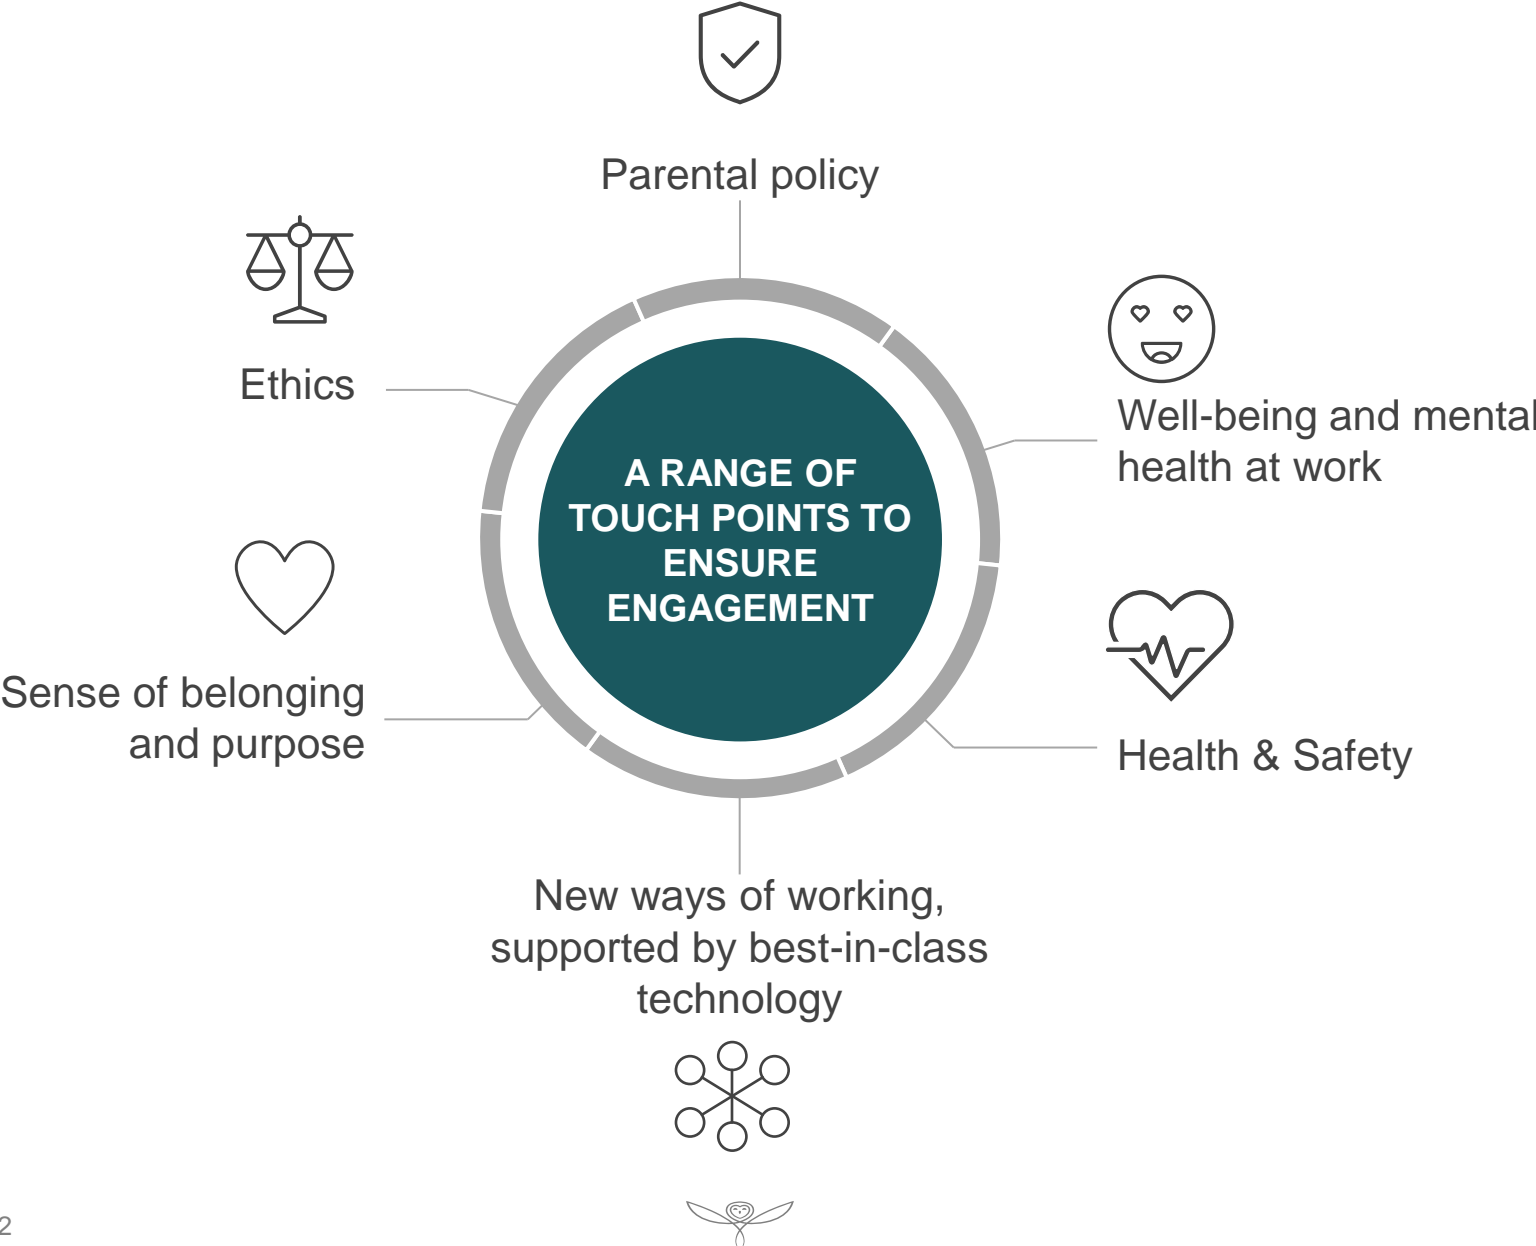 Parental policy
Ethics
Well-being and mental
health at work
A RANGE OF
TOUCH POINTS TO
ENSURE
ENGAGEMENT
Sense of belonging
and purpose
Health & Safety
New ways of working,
supported by best-in-class
technology
2